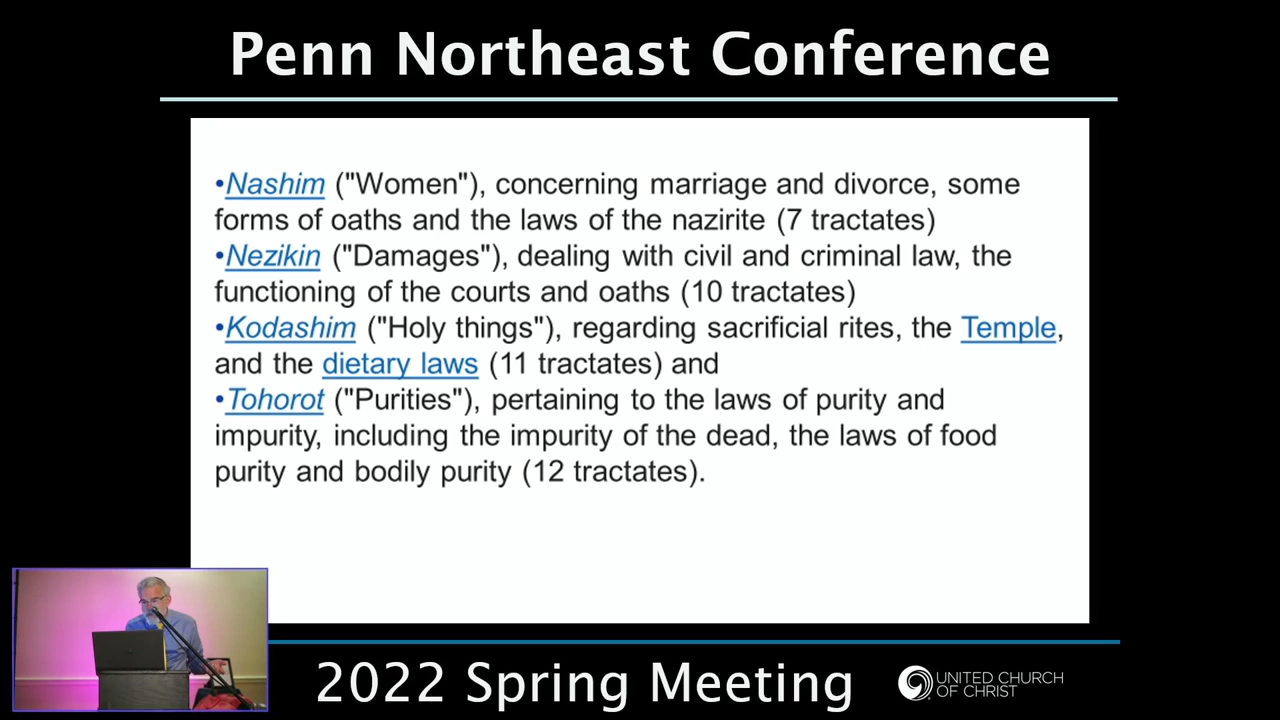 Penn Northeast Conference
•Nashim ("Women"), concerning marriage and divorce, some
forms of oaths and the laws of the nazirite (7 tractates)
•Nezikin ("Damages"), dealing with civil and criminal law, the
functioning of the courts and oaths (10 tractates)
•Kodashim ("Holy things"), regarding sacrificial rites, the Temple,
and the dietary laws (11 tractates) and
•Tohorot ("Purities"), pertaining to the laws of purity and
impurity, including the impurity of the dead, the laws of food
purity and bodily purity (12 tractates).
2022 Spring Meeting
UNITED CHURCH
OF CHRIST